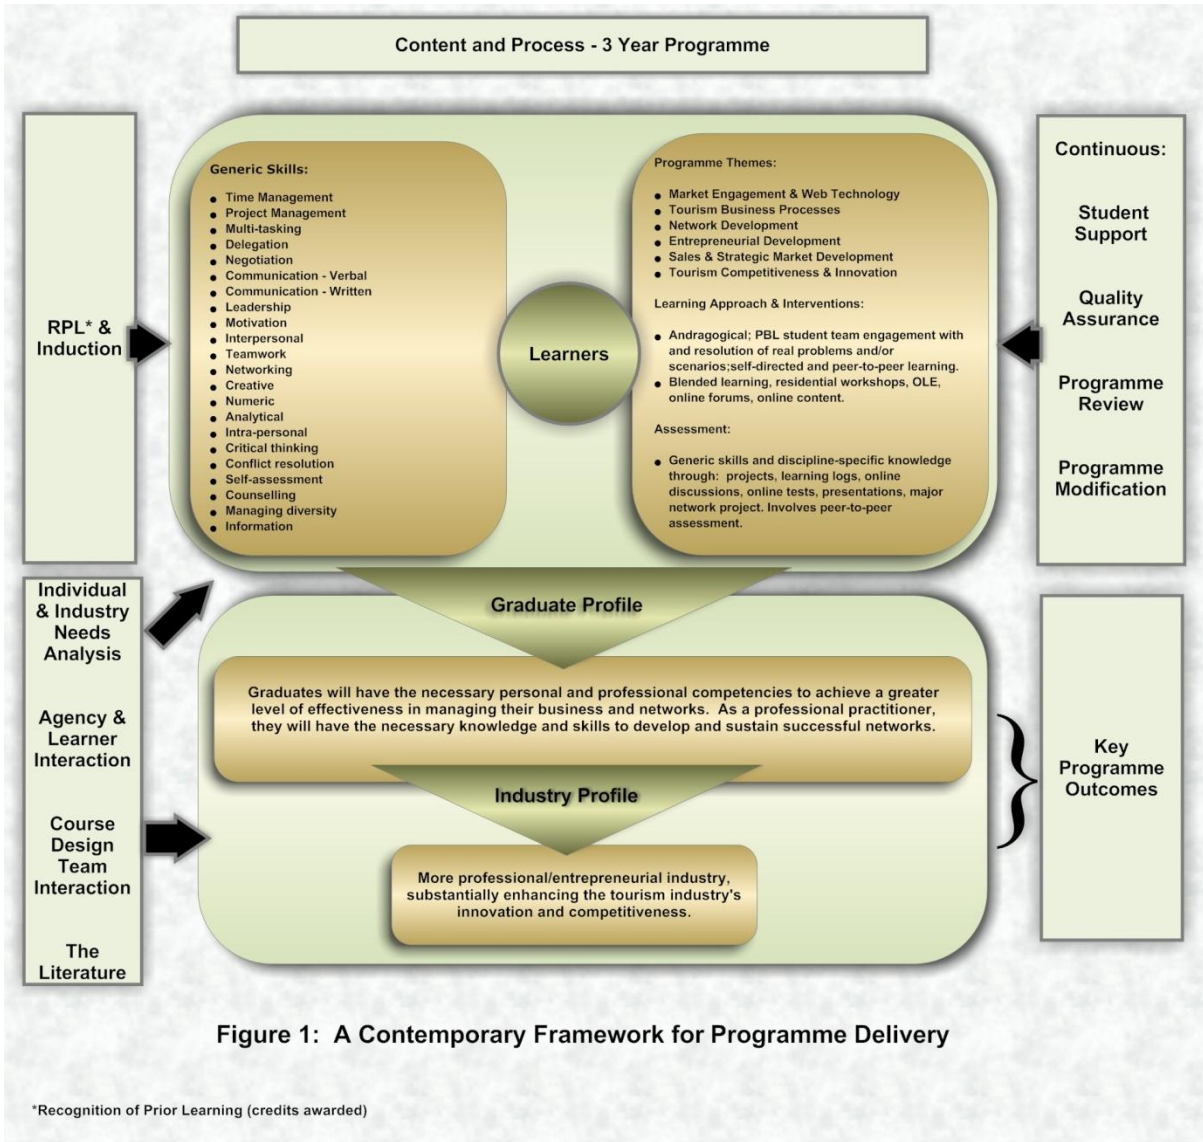 Content and Process - 3 Year Programme
RPL* &
Induction
Generic Skills:
Time Management
Project Management
Multi-tasking
Delegation
Negotiation
Communication - Verbal
Communication - Written
Leadership
Motivation
Interpersonal
Teamwork
Networking
Creative
Numeric
Analytical
Intra-personal
Critical thinking
Conflict resolution
Self-assessment
Counselling
Managing diversity
Information
Learners
Programme Themes:
Market Engagement & Web Technology
Tourism Business Processes
Network Development
Entrepreneurial Development
Sales & Strategic Market Development
Tourism Competitiveness & Innovation
Learning Approach & Interventions:
Andragogical; PBL student team engagement with
and resolution of real problems and/or
scenarios;self-directed and peer-to-peer learning.
Blended learning, residential workshops, OLE,
online forums, online content.
Assessment:
Generic skills and discipline-specific knowledge
through:  projects, learning logs, online
discussions, online tests, presentations, major
network project. Involves peer-to-peer
assessment.
Continuous:
Student
Support
Quality
Assurance
Programme
Review
Programme
Modification
Individual
& Industry
Needs
Analysis
Agency &
Learner
Interaction
Course
Design
Team
Interaction
The
Literature
Graduate Profile
Graduates will have the necessary personal and professional competencies to achieve a greater
level of effectiveness in managing their business and networks.  As a professional practitioner,
they will have the necessary knowledge and skills to develop and sustain successful networks.
Industry Profile
More professional/entrepreneurial industry,
substantially enhancing the tourism industry's
innovation and competitiveness.
Key
Programme
Outcomes
Figure 1:  A Contemporary Framework for Programme Delivery
*Recognition of Prior Learning (credits awarded)